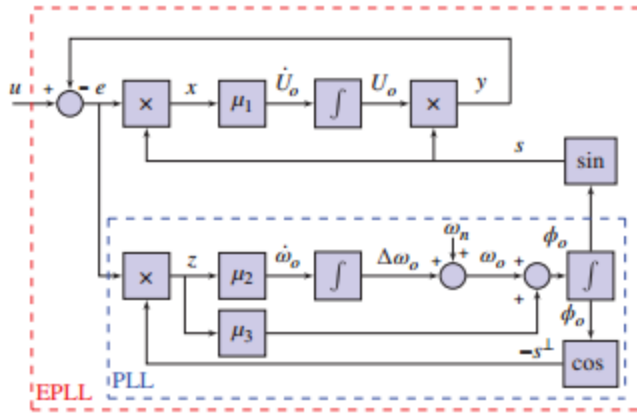 u + − e × x μ₁ U̇ₒ ∫ Uₒ × y
s sin
ωₙ ϕₒ
× z μ₂ ω̇ₒ ∫ Δωₒ + + ωₒ + + ∫
μ₃ ϕₒ
−s^⊥ cos
EPLL PLL